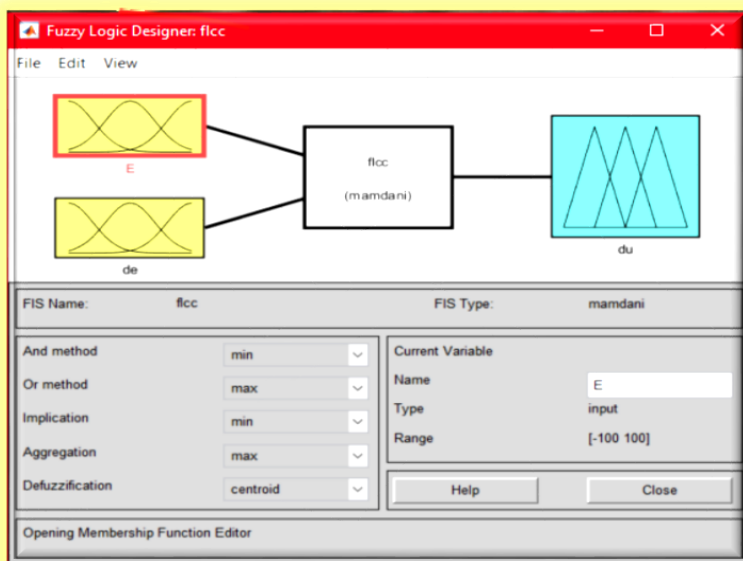 Fuzzy Logic Designer: flcc
File Edit View
E
de
flcc
(mamdani)
du
FIS Name: flcc FIS Type: mamdani
And method min
Or method max
Implication min
Aggregation max
Defuzzification centroid
Current Variable
Name E
Type input
Range [-100 100]
Help Close
Opening Membership Function Editor